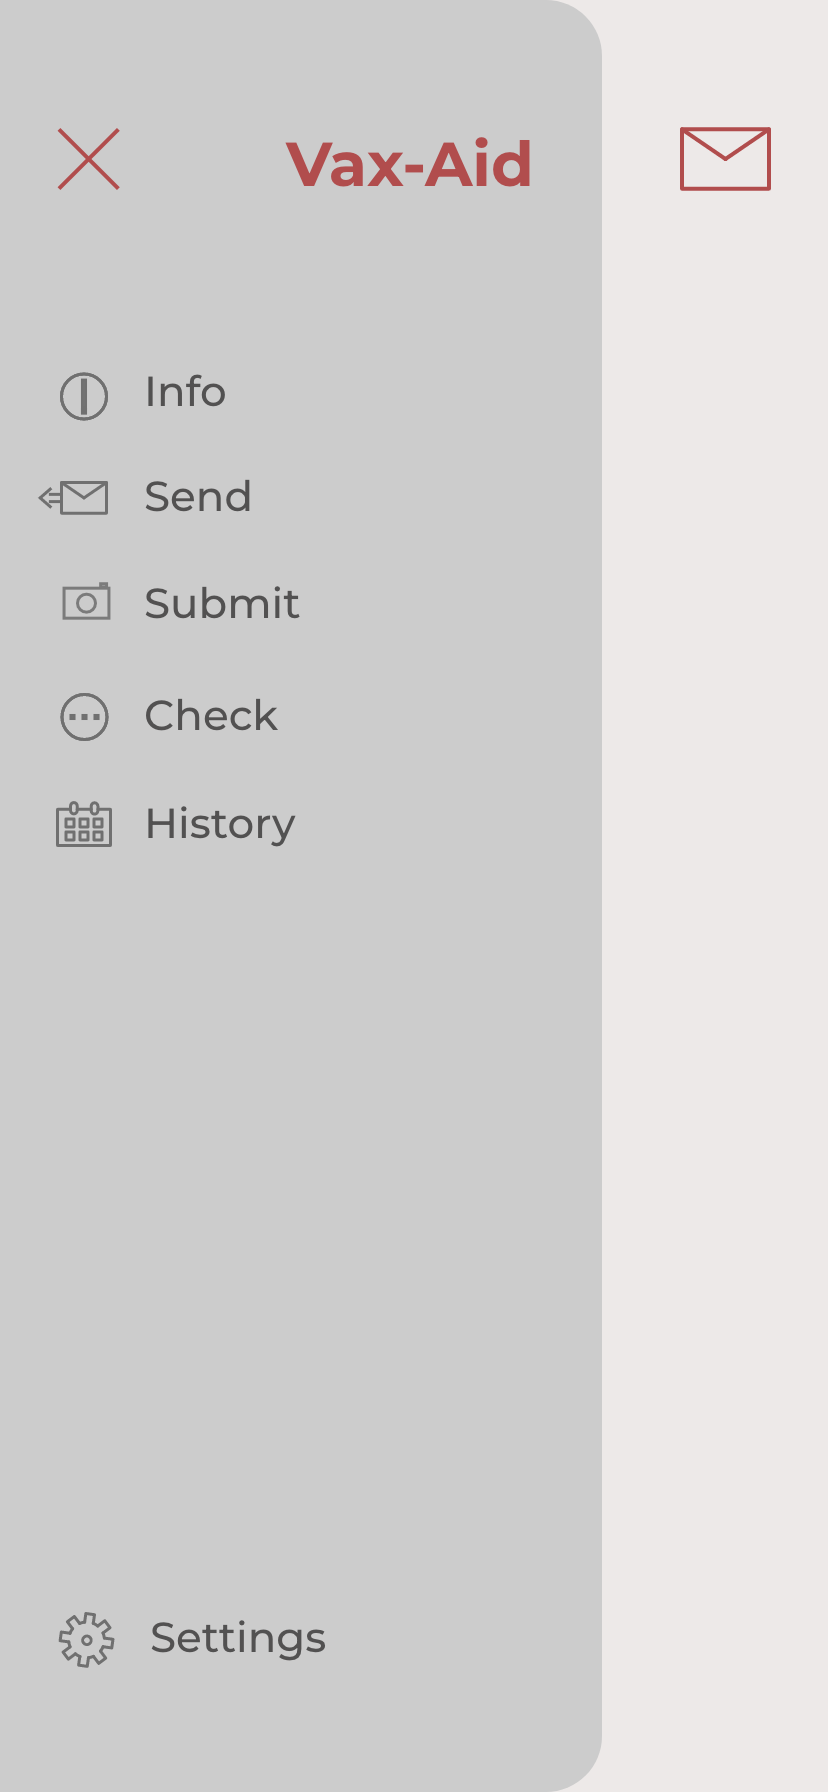 Vax-Aid
Info
Send
Submit
Check
History
Settings